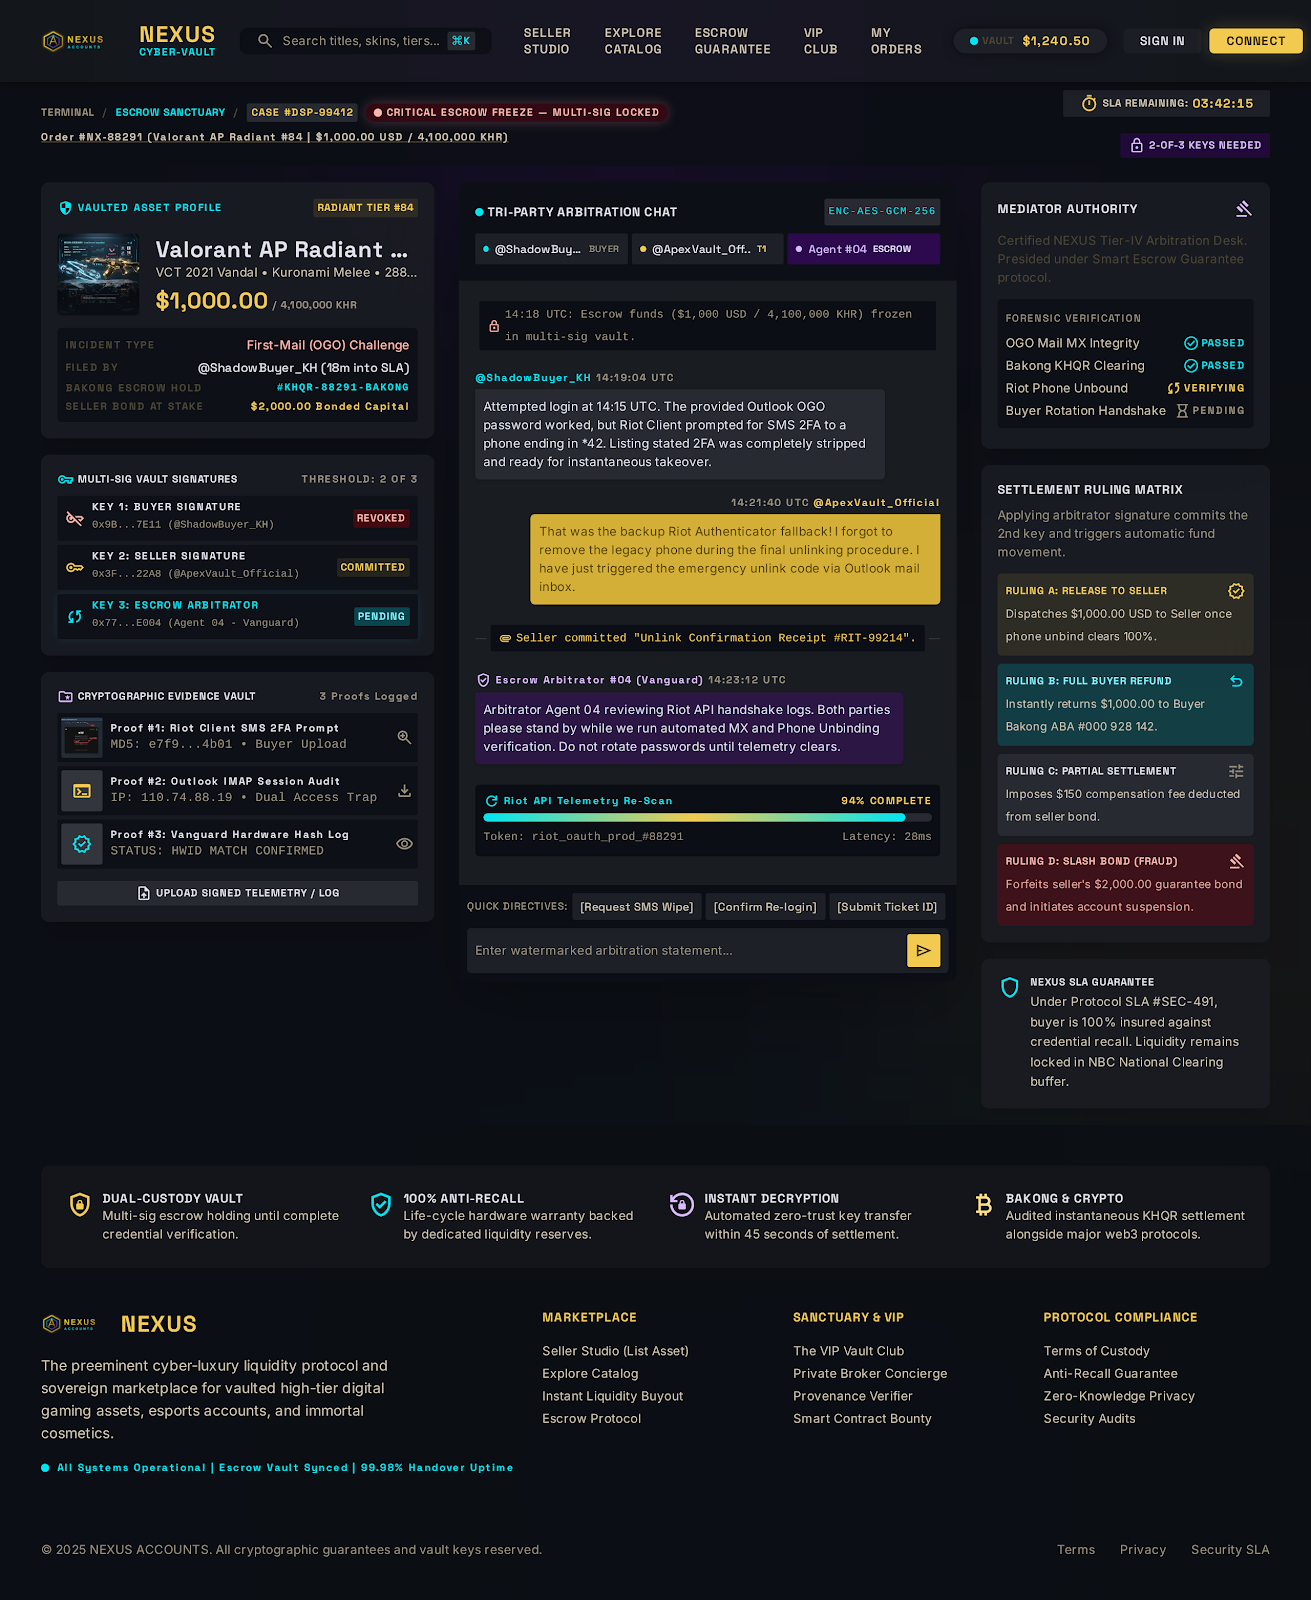 NEXUS
ACCOUNTS
NEXUS
CYBER-VAULT
Search titles, skins, tiers...
⌘K
SELLER STUDIO
EXPLORE CATALOG
ESCROW GUARANTEE
VIP CLUB
MY ORDERS
VAULT $1,240.50
SIGN IN
CONNECT
TERMINAL / ESCROW SANCTUARY / CASE #DSP-99412
CRITICAL ESCROW FREEZE — MULTI-SIG LOCKED
Order #NX-88291 (Valorant AP Radiant #84 | $1,000.00 USD / 4,100,000 KHR)
SLA REMAINING: 03:42:15
2-OF-3 KEYS NEEDED
VAULTED ASSET PROFILE
RADIANT TIER #84
Valorant AP Radiant ...
VCT 2021 Vandal • Kuronami Melee • 288...
$1,000.00 / 4,100,000 KHR
INCIDENT TYPE First-Mail (OGO) Challenge
FILED BY @ShadowBuyer_KH (18m into SLA)
BAKONG ESCROW HOLD #KHQR-88291-BAKONG
SELLER BOND AT STAKE $2,000.00 Bonded Capital
MULTI-SIG VAULT SIGNATURES
THRESHOLD: 2 OF 3
KEY 1: BUYER SIGNATURE
0x9B...7E11 (@ShadowBuyer_KH)
REVOKED
KEY 2: SELLER SIGNATURE
0x3F...22A8 (@ApexVault_Official)
COMMITTED
KEY 3: ESCROW ARBITRATOR
0x77...E004 (Agent 04 - Vanguard)
PENDING
CRYPTOGRAPHIC EVIDENCE VAULT
3 Proofs Logged
Proof #1: Riot Client SMS 2FA Prompt
MD5: e7f9...4b01 • Buyer Upload
Proof #2: Outlook IMAP Session Audit
IP: 110.74.88.19 • Dual Access Trap
Proof #3: Vanguard Hardware Hash Log
STATUS: HWID MATCH CONFIRMED
UPLOAD SIGNED TELEMETRY / LOG
TRI-PARTY ARBITRATION CHAT
ENC-AES-GCM-256
@ShadowBuy... BUYER
@ApexVault_Off.. T1
Agent #04 ESCROW
14:18 UTC: Escrow funds ($1,000 USD / 4,100,000 KHR) frozen
in multi-sig vault.
@ShadowBuyer_KH 14:19:04 UTC
Attempted login at 14:15 UTC. The provided Outlook OGO
password worked, but Riot Client prompted for SMS 2FA to a
phone ending in *42. Listing stated 2FA was completely stripped
and ready for instantaneous takeover.
14:21:40 UTC @ApexVault_Official
That was the backup Riot Authenticator fallback! I forgot to
remove the legacy phone during the final unlinking procedure. I
have just triggered the emergency unlink code via Outlook mail
inbox.
Seller committed "Unlink Confirmation Receipt #RIT-99214".
Escrow Arbitrator #04 (Vanguard) 14:23:12 UTC
Arbitrator Agent 04 reviewing Riot API handshake logs. Both parties
please stand by while we run automated MX and Phone Unbinding
verification. Do not rotate passwords until telemetry clears.
Riot API Telemetry Re-Scan
94% COMPLETE
Token: riot_oauth_prod_#88291
Latency: 28ms
QUICK DIRECTIVES: [Request SMS Wipe] [Confirm Re-login] [Submit Ticket ID]
Enter watermarked arbitration statement...
MEDIATOR AUTHORITY
Certified NEXUS Tier-IV Arbitration Desk.
Presided under Smart Escrow Guarantee
protocol.
FORENSIC VERIFICATION
OGO Mail MX Integrity PASSED
Bakong KHQR Clearing PASSED
Riot Phone Unbound VERIFYING
Buyer Rotation Handshake PENDING
SETTLEMENT RULING MATRIX
Applying arbitrator signature commits the
2nd key and triggers automatic fund
movement.
RULING A: RELEASE TO SELLER
Dispatches $1,000.00 USD to Seller once
phone unbind clears 100%.
RULING B: FULL BUYER REFUND
Instantly returns $1,000.00 to Buyer
Bakong ABA #000 928 142.
RULING C: PARTIAL SETTLEMENT
Imposes $150 compensation fee deducted
from seller bond.
RULING D: SLASH BOND (FRAUD)
Forfeits seller's $2,000.00 guarantee bond
and initiates account suspension.
NEXUS SLA GUARANTEE
Under Protocol SLA #SEC-491,
buyer is 100% insured against
credential recall. Liquidity remains
locked in NBC National Clearing
buffer.
DUAL-CUSTODY VAULT
Multi-sig escrow holding until complete
credential verification.
100% ANTI-RECALL
Life-cycle hardware warranty backed
by dedicated liquidity reserves.
INSTANT DECRYPTION
Automated zero-trust key transfer
within 45 seconds of settlement.
BAKONG & CRYPTO
Audited instantaneous KHQR settlement
alongside major web3 protocols.
NEXUS
ACCOUNTS
NEXUS
The preeminent cyber-luxury liquidity protocol and
sovereign marketplace for vaulted high-tier digital
gaming assets, esports accounts, and immortal
cosmetics.
All Systems Operational | Escrow Vault Synced | 99.98% Handover Uptime
MARKETPLACE
Seller Studio (List Asset)
Explore Catalog
Instant Liquidity Buyout
Escrow Protocol
SANCTUARY & VIP
The VIP Vault Club
Private Broker Concierge
Provenance Verifier
Smart Contract Bounty
PROTOCOL COMPLIANCE
Terms of Custody
Anti-Recall Guarantee
Zero-Knowledge Privacy
Security Audits
© 2025 NEXUS ACCOUNTS. All cryptographic guarantees and vault keys reserved.
Terms
Privacy
Security SLA